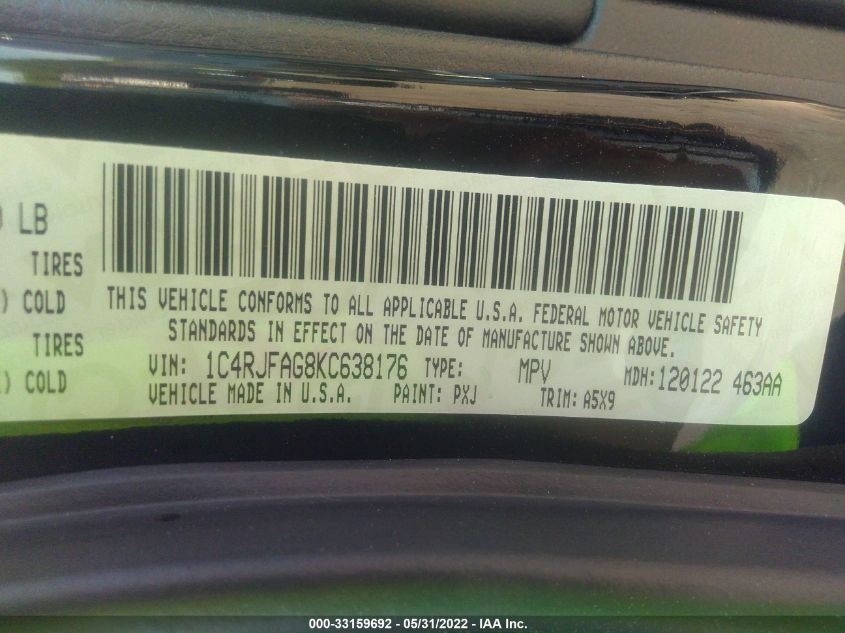 LB
TIRES
) COLD
TIRES
) COLD
THIS VEHICLE CONFORMS TO ALL APPLICABLE U.S.A. FEDERAL MOTOR VEHICLE SAFETY
STANDARDS IN EFFECT ON THE DATE OF MANUFACTURE SHOWN ABOVE.
VIN: 1C4RJFAG8KC638176 TYPE: MPV MDH: 120122 463AA
VEHICLE MADE IN U.S.A. PAINT: PXJ TRIM: A5X9
000-33159692 - 05/31/2022 - IAA Inc.